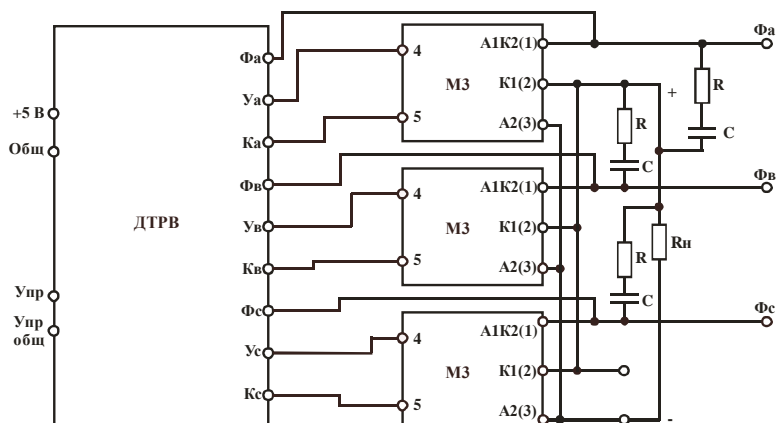 Фа
4
А1К2(1)
Фа
Уа
М3
К1(2)
+
R
+5 В
5
R
Ка
А2(3)
C
Общ
C
Фв
4
А1К2(1)
Фв
ДТРВ
Ув
М3
К1(2)
Rн
R
Кв
5
А2(3)
Упр
C
Фс
Фс
Упр
общ
4
А1К2(1)
Ус
М3
К1(2)
Кс
5
А2(3)
-